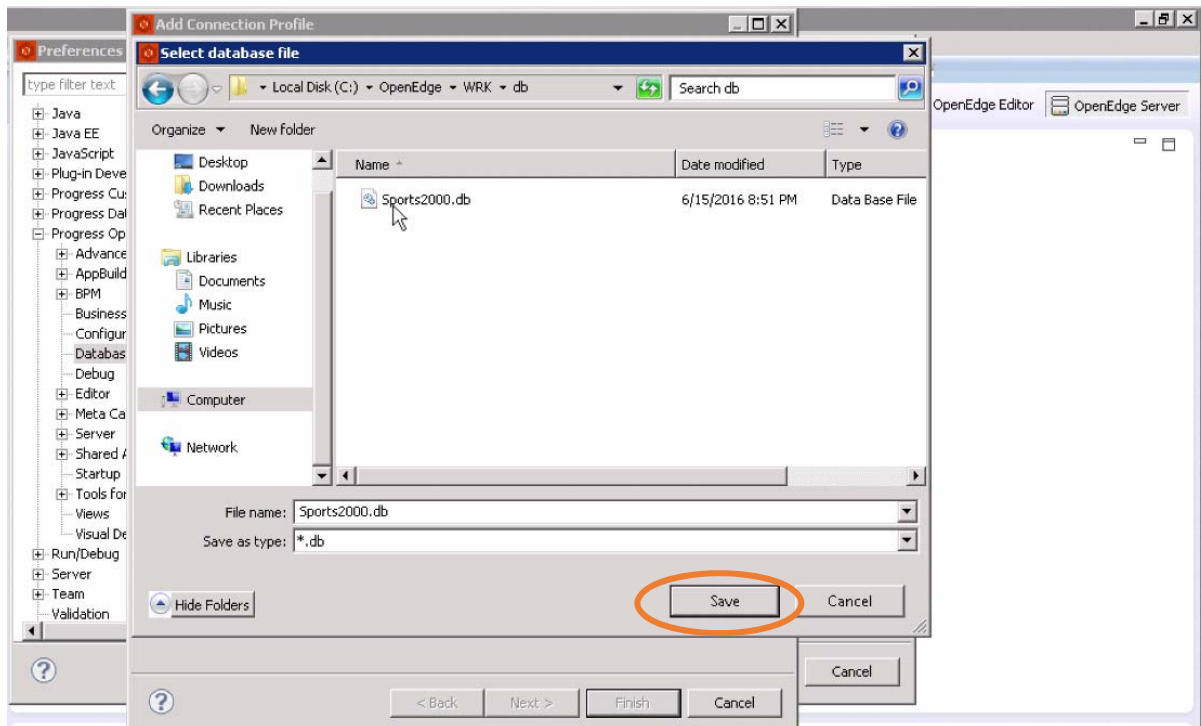 Add Connection Profile
Preferences
Select database file
type filter text
Local Disk (C:) OpenEdge WRK db
Search db
OpenEdge Editor
OpenEdge Server
Organize
New folder
Java
Java EE
JavaScript
Plug-in Deve
Progress Cu
Progress Da
Progress Op
Advance
AppBuild
BPM
Business
Configur
Databas
Debug
Editor
Meta Ca
Server
Shared A
Startup
Tools for
Views
Visual De
Run/Debug
Server
Team
Validation
Desktop
Downloads
Recent Places
Libraries
Documents
Music
Pictures
Videos
Computer
Network
Name
Date modified
Type
Sports2000.db
6/15/2016 8:51 PM
Data Base File
File name:
Sports2000.db
Save as type:
*.db
Hide Folders
Save
Cancel
Cancel
< Back
Next >
Finish
Cancel